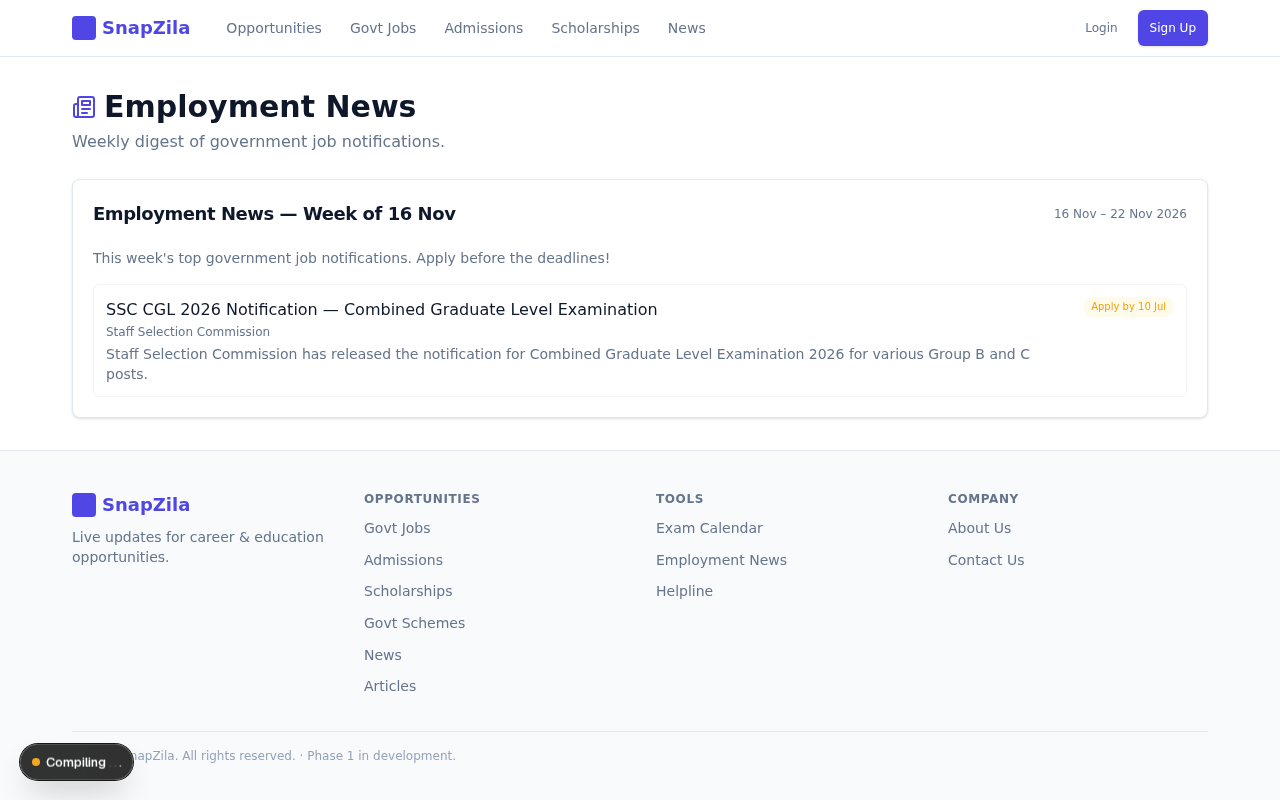 SnapZila
Opportunities
Govt Jobs
Admissions
Scholarships
News
Login
Sign Up
Employment News
Weekly digest of government job notifications.
Employment News — Week of 16 Nov
16 Nov – 22 Nov 2026
This week's top government job notifications. Apply before the deadlines!
SSC CGL 2026 Notification — Combined Graduate Level Examination
Apply by 10 Jul
Staff Selection Commission
Staff Selection Commission has released the notification for Combined Graduate Level Examination 2026 for various Group B and C
posts.
SnapZila
Live updates for career & education
opportunities.
OPPORTUNITIES
Govt Jobs
Admissions
Scholarships
Govt Schemes
News
Articles
TOOLS
Exam Calendar
Employment News
Helpline
COMPANY
About Us
Contact Us
All rights reserved. · Phase 1 in development.
Compiling ...